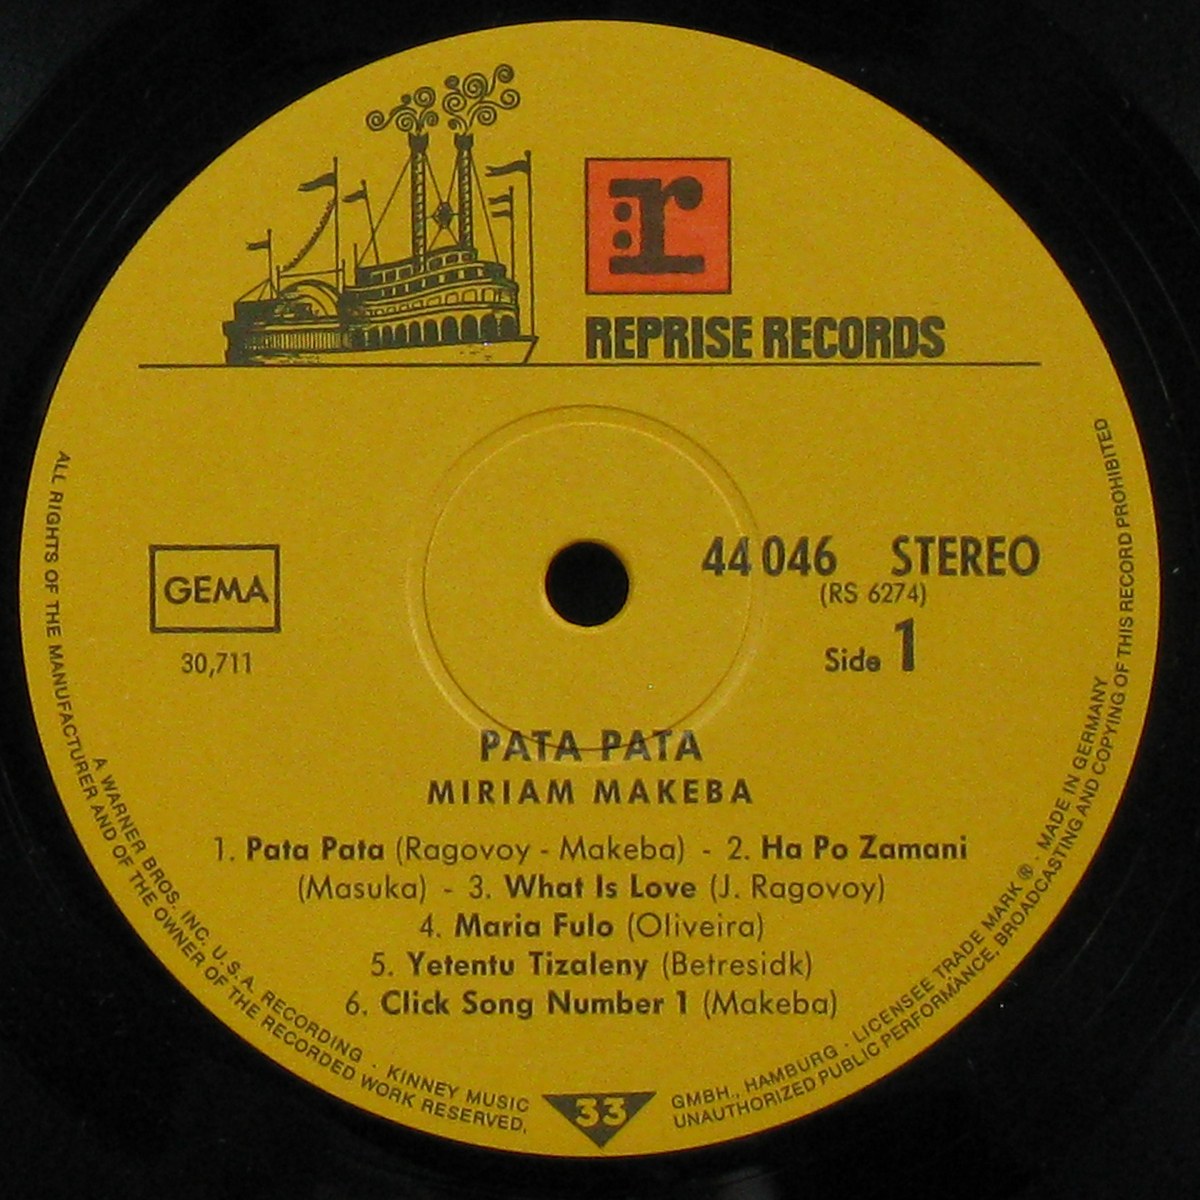 r
REPRISE RECORDS
GEMA
30,711
44 046 STEREO
(RS 6274)
Side 1
PATA PATA
MIRIAM MAKEBA
1. Pata Pata (Ragovoy - Makeba) - 2. Ha Po Zamani
(Masuka) - 3. What Is Love (J. Ragovoy)
4. Maria Fulo (Oliveira)
5. Yetentu Tizaleny (Betresidk)
6. Click Song Number 1 (Makeba)
A WARNER BROS. INC. U.S.A. RECORDING · KINNEY MUSIC GMBH., HAMBURG · LICENSEE TRADE MARK ® · MADE IN GERMANY
ALL RIGHTS OF THE MANUFACTURER AND OF THE OWNER OF THE RECORDED WORK RESERVED, UNAUTHORIZED PUBLIC PERFORMANCE, BROADCASTING AND COPYING OF THIS RECORD PROHIBITED
33